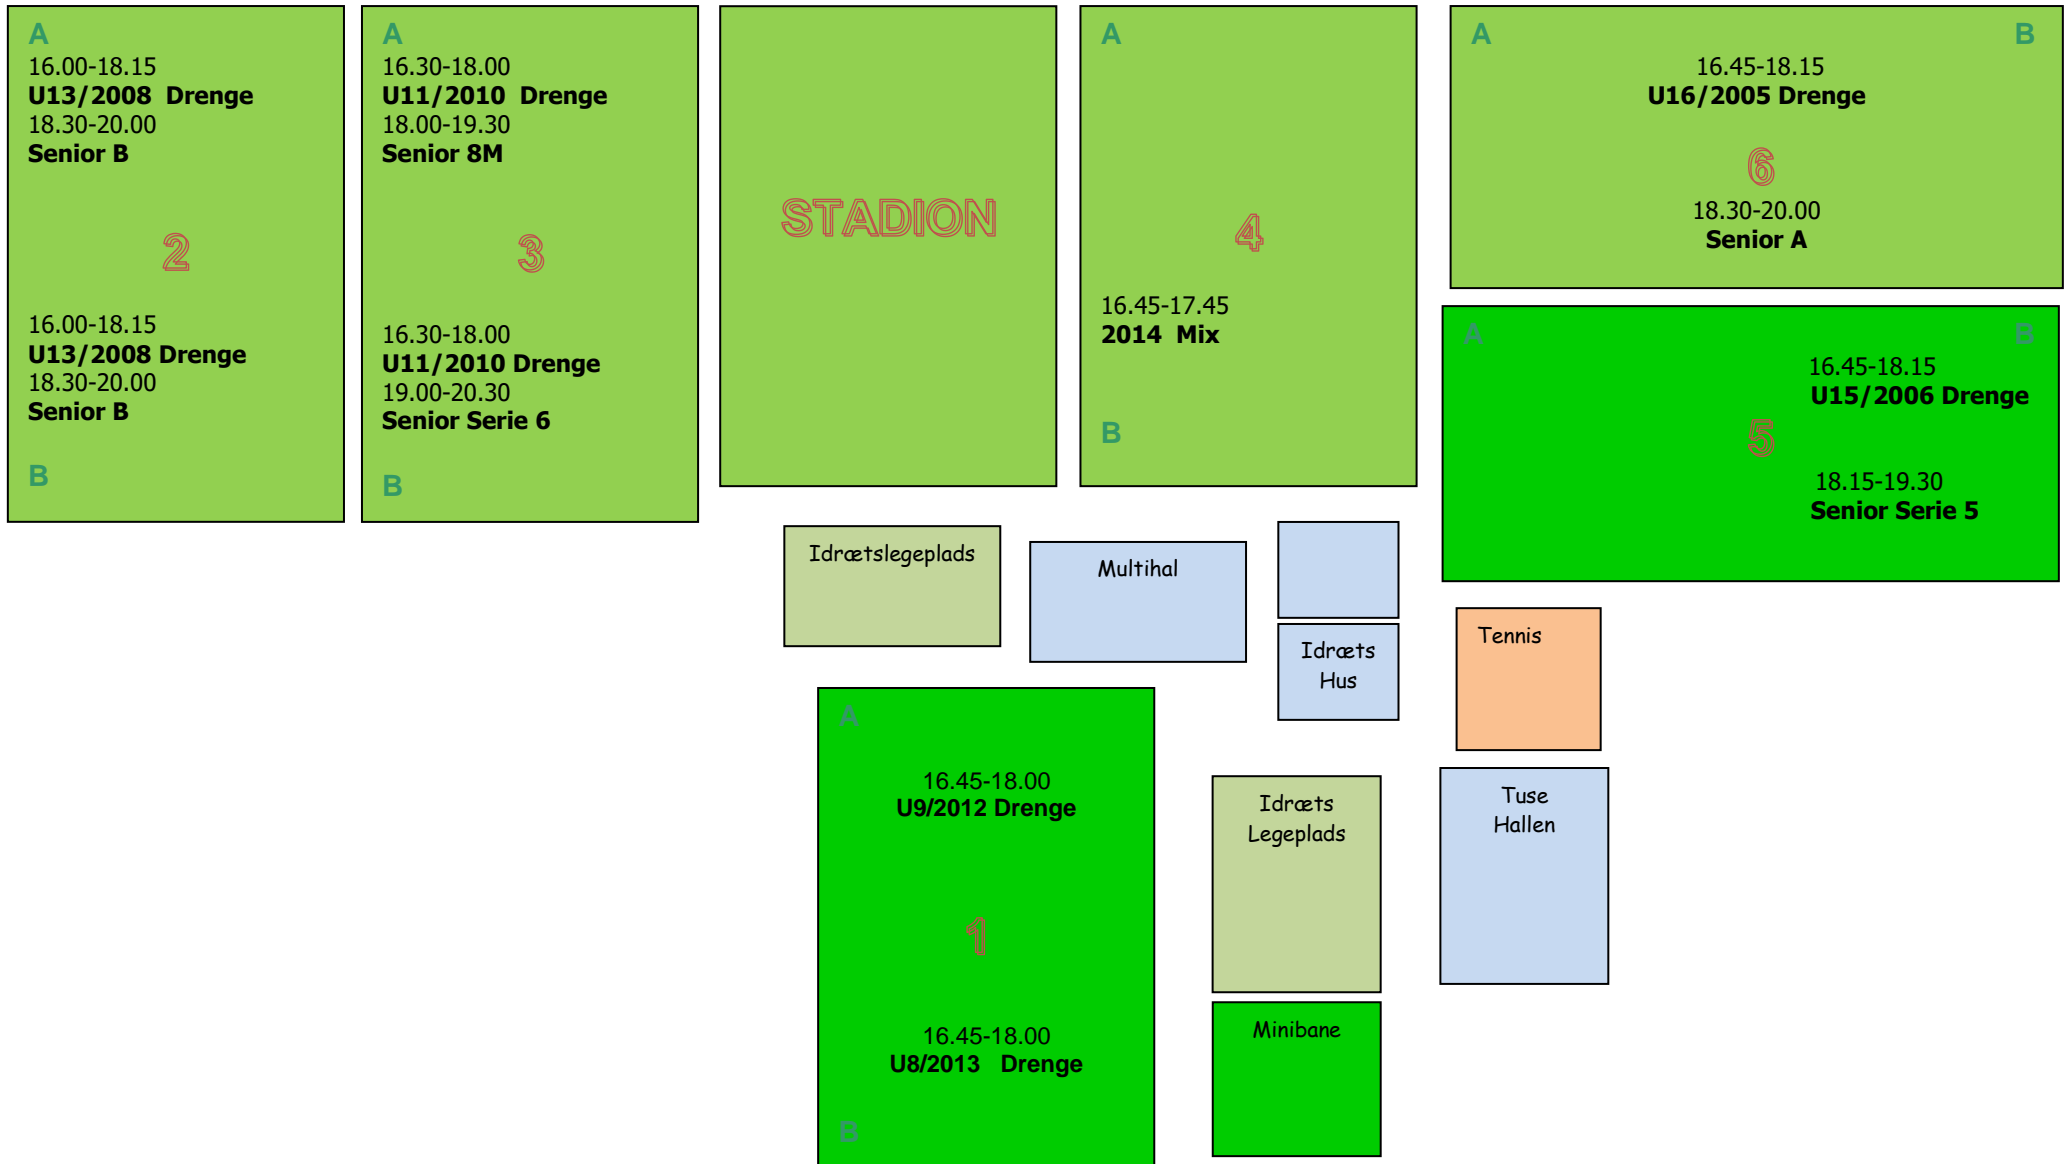 A
16.00-18.15
U13/2008 Drenge
18.30-20.00
Senior B
2
16.00-18.15
U13/2008 Drenge
18.30-20.00
Senior B
B
A
16.30-18.00
U11/2010 Drenge
18.00-19.30
Senior 8M
3
16.30-18.00
U11/2010 Drenge
19.00-20.30
Senior Serie 6
B
STADION
A
4
16.45-17.45
2014 Mix
B
A B
16.45-18.15
U16/2005 Drenge
6
18.30-20.00
Senior A
A B
16.45-18.15
U15/2006 Drenge
5
18.15-19.30
Senior Serie 5
Idrætslegeplads
Multihal
Idræts
Hus
Tennis
A
16.45-18.00
U9/2012 Drenge
1
16.45-18.00
U8/2013 Drenge
B
Idræts
Legeplads
Tuse
Hallen
Minibane